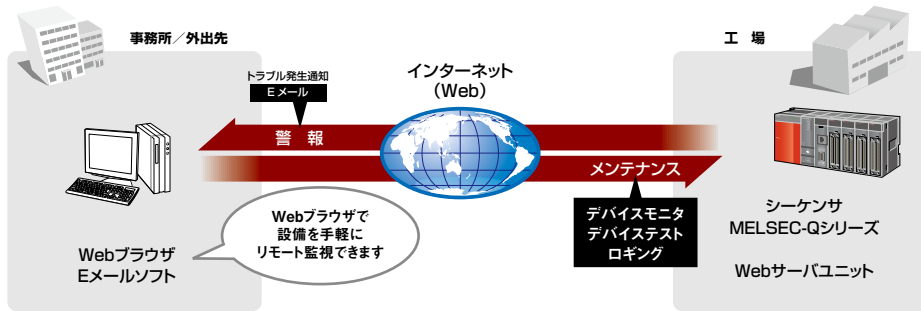 事務所／外出先
工 場
トラブル発生通知
Eメール
インターネット
（Web）
警 報
メンテナンス
デバイスモニタ
デバイステスト
ロギング
Webブラウザで
設備を手軽に
リモート監視できます
Webブラウザ
Eメールソフト
シーケンサ
MELSEC-Qシリーズ
Webサーバユニット